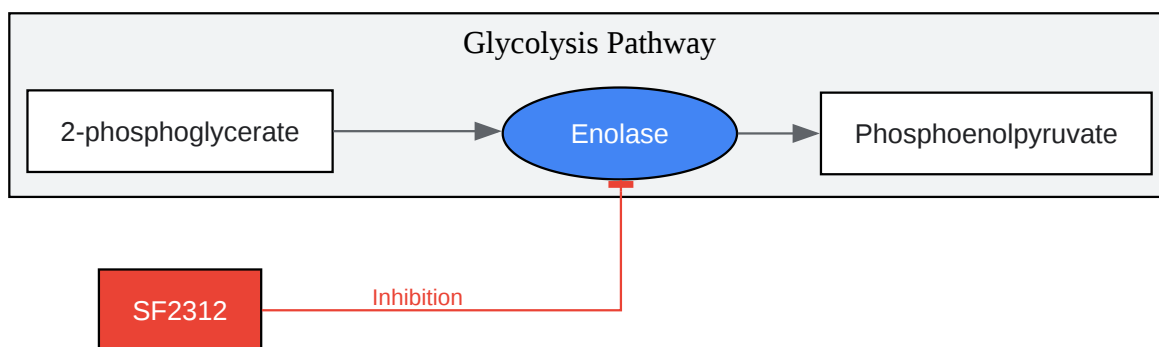 Glycolysis Pathway
2-phosphoglycerate
Enolase
Phosphoenolpyruvate
Inhibition
SF2312